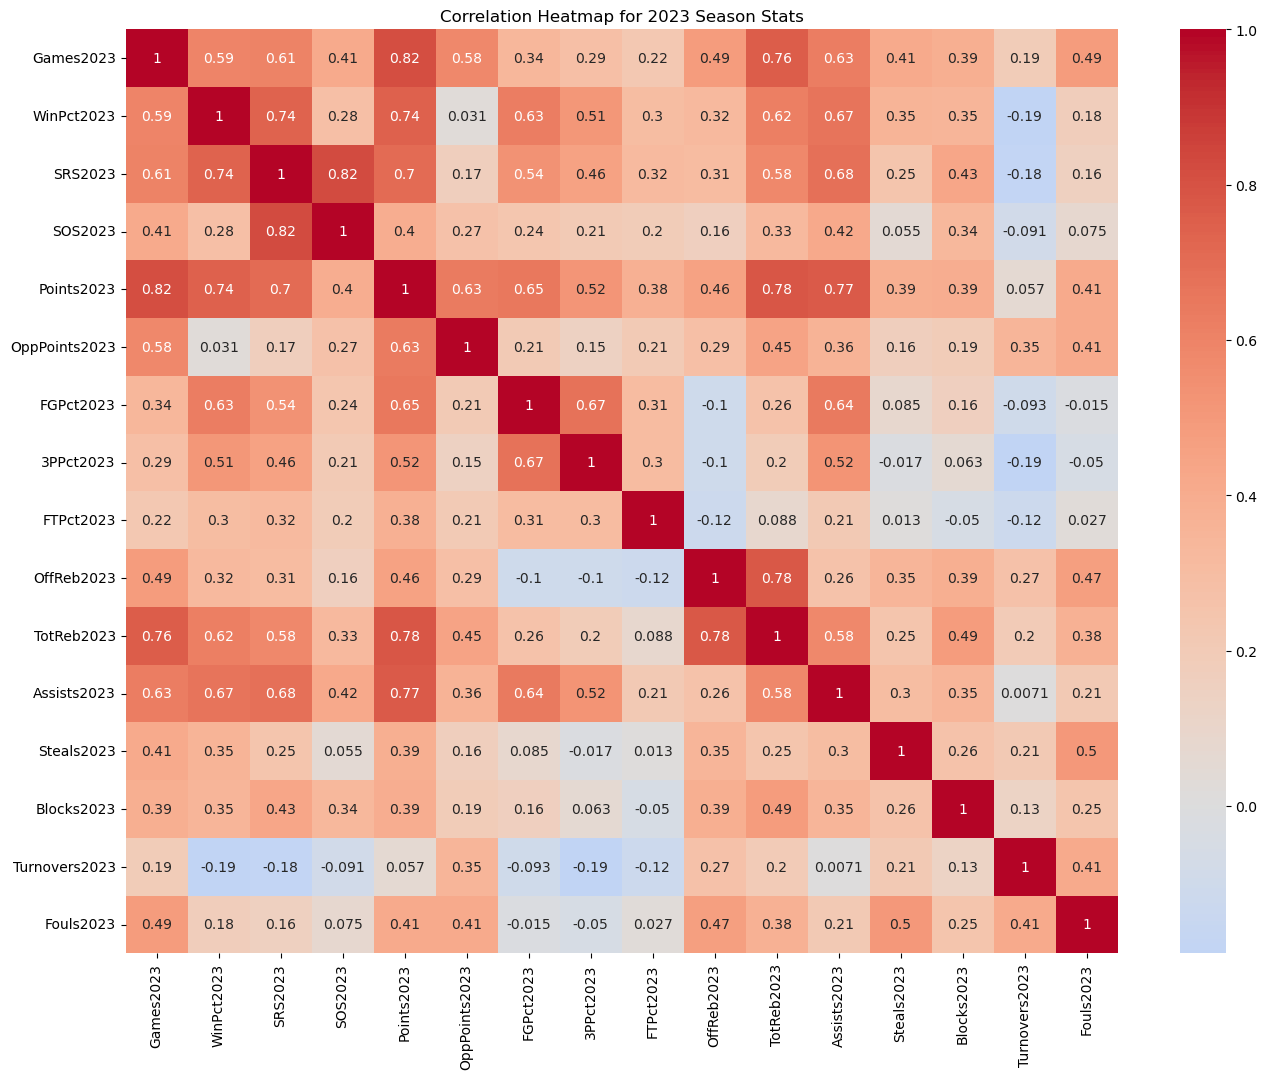 Correlation Heatmap for 2023 Season Stats
Games2023 1 0.59 0.61 0.41 0.82 0.58 0.34 0.29 0.22 0.49 0.76 0.63 0.41 0.39 0.19 0.49
WinPct2023 0.59 1 0.74 0.28 0.74 0.031 0.63 0.51 0.3 0.32 0.62 0.67 0.35 0.35 -0.19 0.18
SRS2023 0.61 0.74 1 0.82 0.7 0.17 0.54 0.46 0.32 0.31 0.58 0.68 0.25 0.43 -0.18 0.16
SOS2023 0.41 0.28 0.82 1 0.4 0.27 0.24 0.21 0.2 0.16 0.33 0.42 0.055 0.34 -0.091 0.075
Points2023 0.82 0.74 0.7 0.4 1 0.63 0.65 0.52 0.38 0.46 0.78 0.77 0.39 0.39 0.057 0.41
OppPoints2023 0.58 0.031 0.17 0.27 0.63 1 0.21 0.15 0.21 0.29 0.45 0.36 0.16 0.19 0.35 0.41
FGPct2023 0.34 0.63 0.54 0.24 0.65 0.21 1 0.67 0.31 -0.1 0.26 0.64 0.085 0.16 -0.093 -0.015
3PPct2023 0.29 0.51 0.46 0.21 0.52 0.15 0.67 1 0.3 -0.1 0.2 0.52 -0.017 0.063 -0.19 -0.05
FTPct2023 0.22 0.3 0.32 0.2 0.38 0.21 0.31 0.3 1 -0.12 0.088 0.21 0.013 -0.05 -0.12 0.027
OffReb2023 0.49 0.32 0.31 0.16 0.46 0.29 -0.1 -0.1 -0.12 1 0.78 0.26 0.35 0.39 0.27 0.47
TotReb2023 0.76 0.62 0.58 0.33 0.78 0.45 0.26 0.2 0.088 0.78 1 0.58 0.25 0.49 0.2 0.38
Assists2023 0.63 0.67 0.68 0.42 0.77 0.36 0.64 0.52 0.21 0.26 0.58 1 0.3 0.35 0.0071 0.21
Steals2023 0.41 0.35 0.25 0.055 0.39 0.16 0.085 -0.017 0.013 0.35 0.25 0.3 1 0.26 0.21 0.5
Blocks2023 0.39 0.35 0.43 0.34 0.39 0.19 0.16 0.063 -0.05 0.39 0.49 0.35 0.26 1 0.13 0.25
Turnovers2023 0.19 -0.19 -0.18 -0.091 0.057 0.35 -0.093 -0.19 -0.12 0.27 0.2 0.0071 0.21 0.13 1 0.41
Fouls2023 0.49 0.18 0.16 0.075 0.41 0.41 -0.015 -0.05 0.027 0.47 0.38 0.21 0.5 0.25 0.41 1
Games2023
WinPct2023
SRS2023
SOS2023
Points2023
OppPoints2023
FGPct2023
3PPct2023
FTPct2023
OffReb2023
TotReb2023
Assists2023
Steals2023
Blocks2023
Turnovers2023
Fouls2023
1.0
0.8
0.6
0.4
0.2
0.0